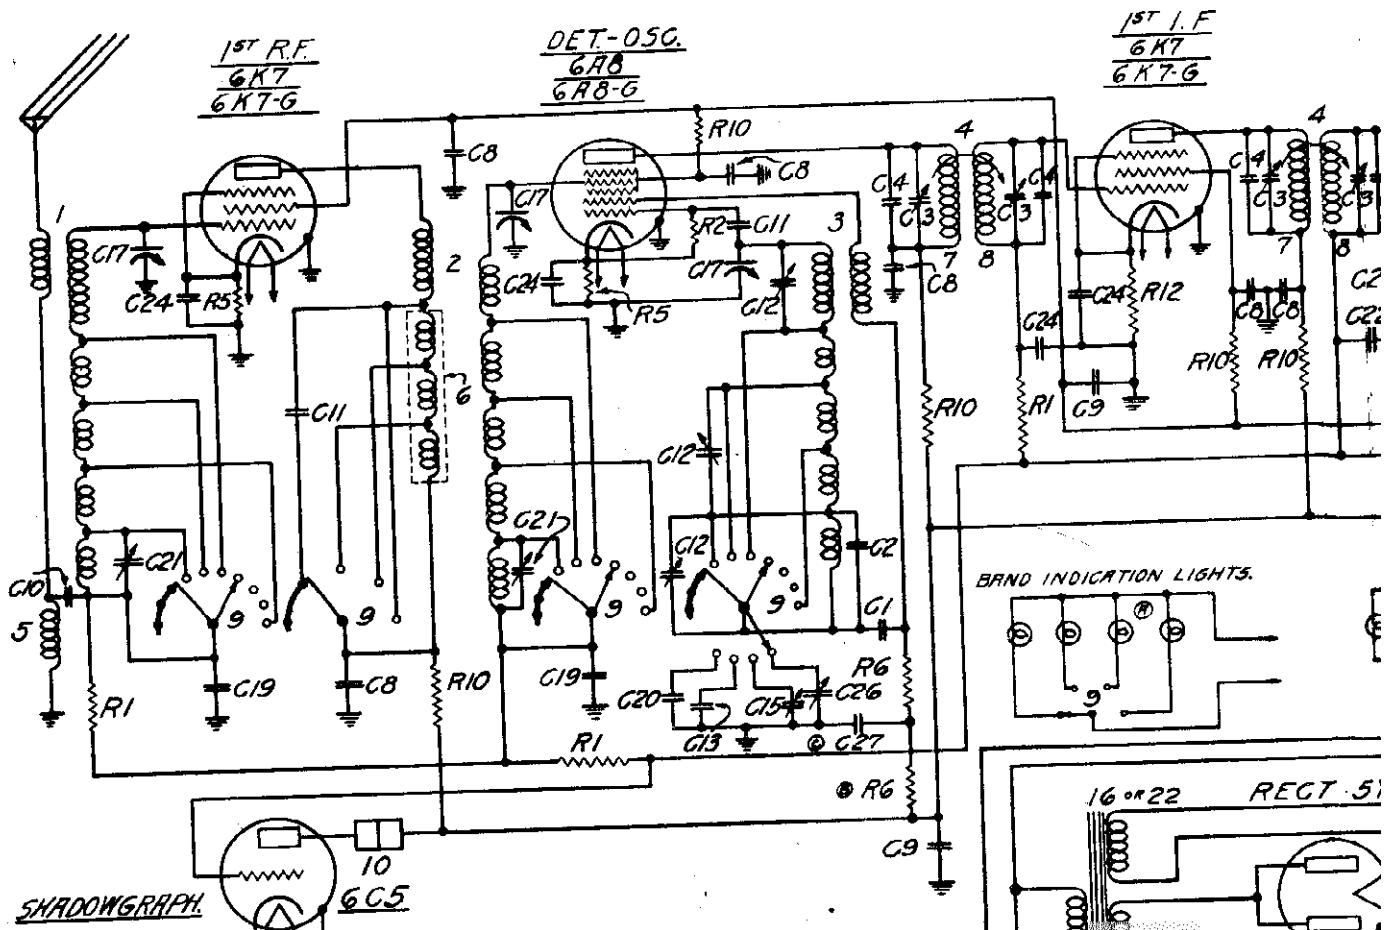 1ST R.F.
6K7
6K7-G
DET.-OSC.
6A8
6A8-G
1ST I.F
6K7
6K7-G
R10
C8
C8
4
4
C17
C4
C3
C4
C3
C4
C3
C3
1
C17
R2
C11
3
2
C17
C24
R5
C24
R5
C12
C8
7
8
7
8
C24
R12
C24
C8
C8
C2
C22
6
C11
R10
R1
C9
R10
R10
C12
C21
C12
C2
C10
C21
9
9
9
9
C1
BAND INDICATION LIGHTS.
R
5
R1
C19
C8
R10
C19
C20
C13
C15
C26
R6
C27
C
9
R1
B R6
16 OR 22
RECT. 5Y
C9
10
6C5
SHADOWGRAPH.